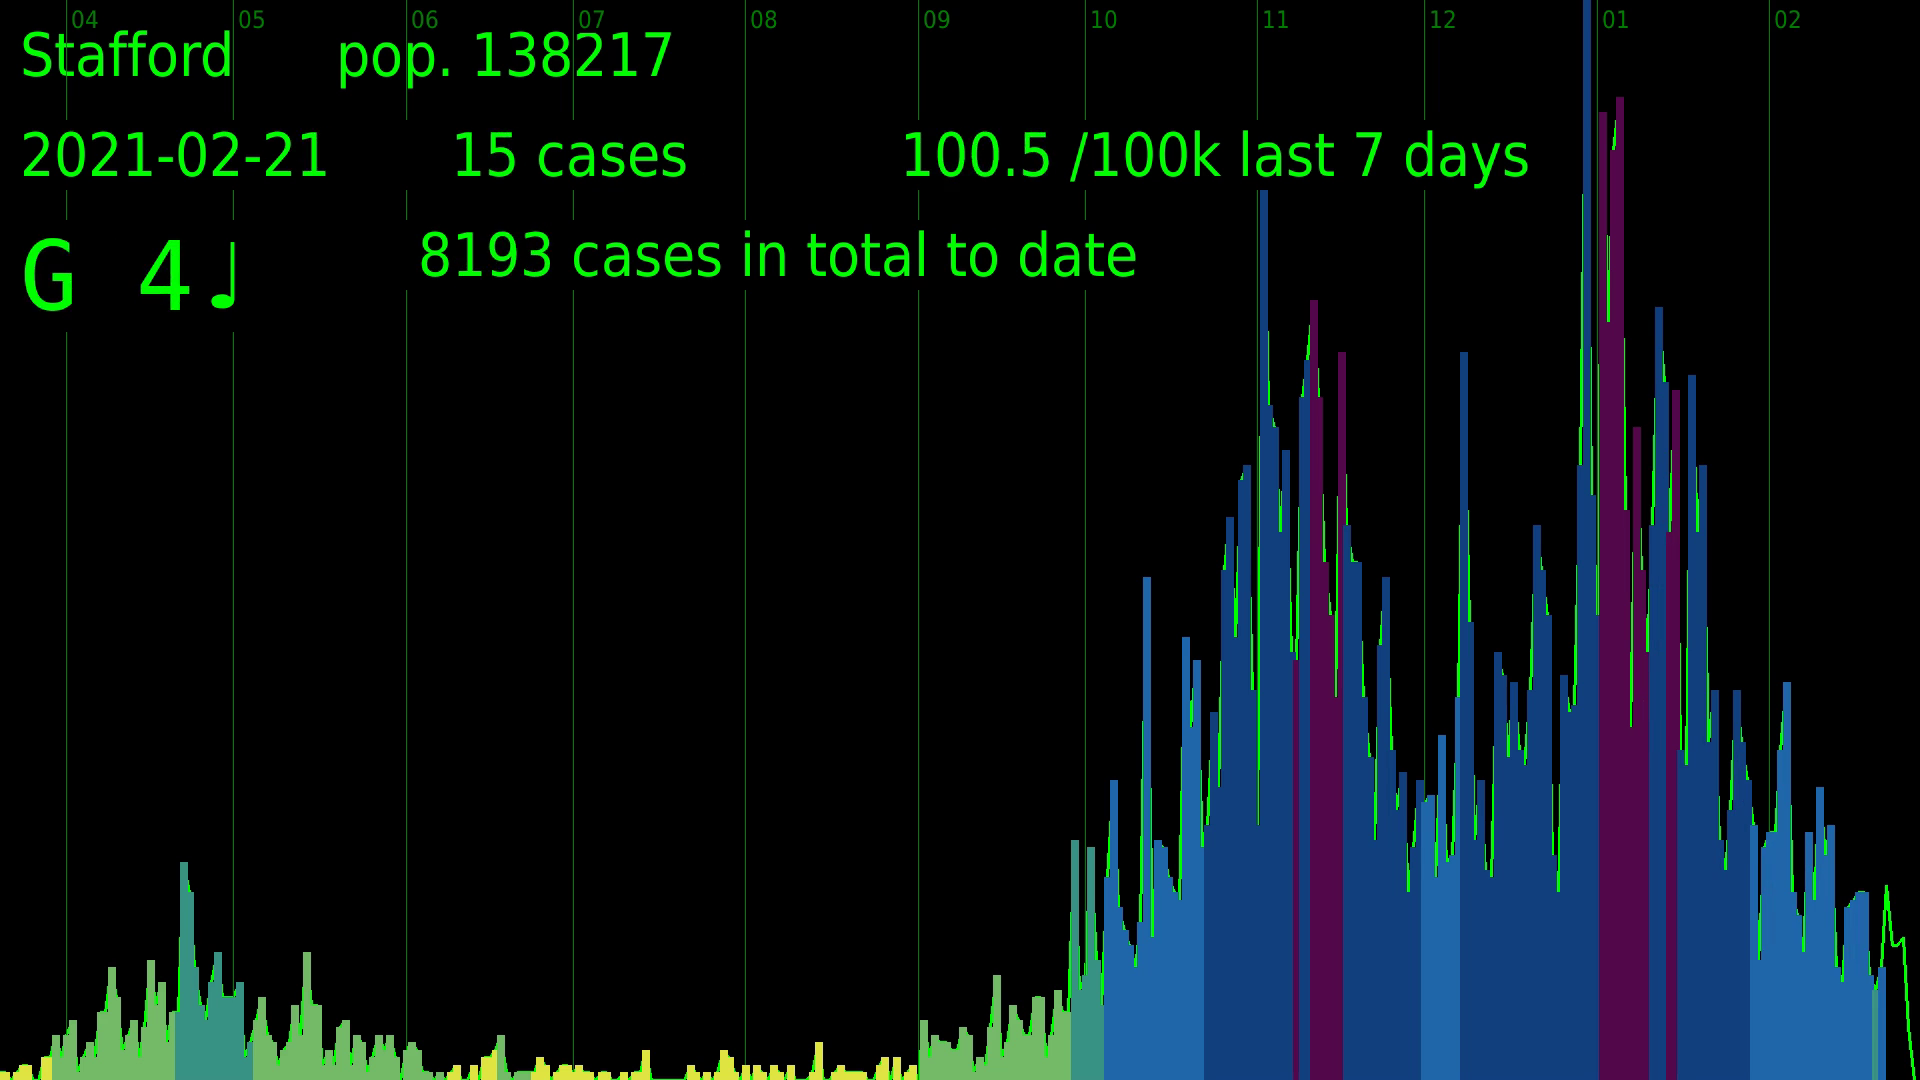 04 05 06 07 08 09 10 11 12 01 02
Stafford pop. 138217
2021-02-21 15 cases 100.5 /100k last 7 days
G 4♩ 8193 cases in total to date